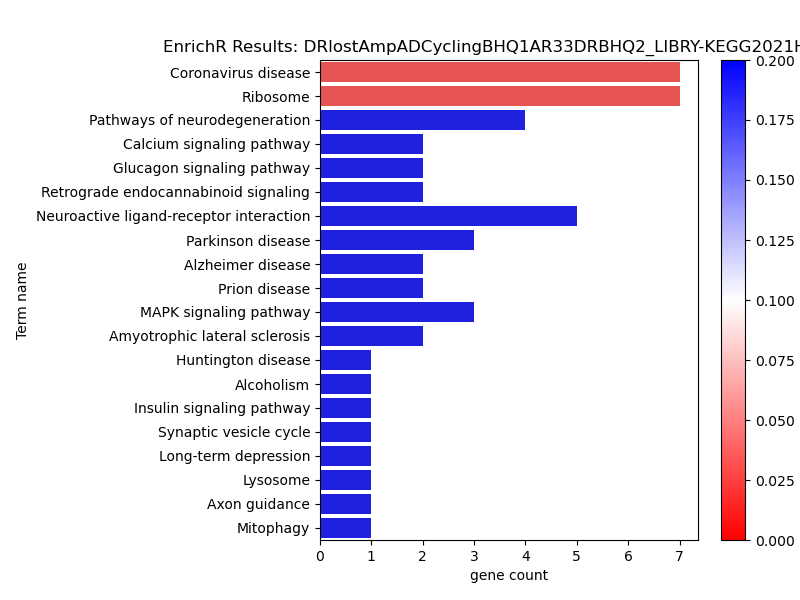 EnrichR Results: DRlostAmpADCyclingBHQ1AR33DRBHQ2_LIBRY-KEGG2021H
Coronavirus disease
Ribosome
Pathways of neurodegeneration
Calcium signaling pathway
Glucagon signaling pathway
Retrograde endocannabinoid signaling
Neuroactive ligand-receptor interaction
Parkinson disease
Alzheimer disease
Prion disease
MAPK signaling pathway
Amyotrophic lateral sclerosis
Huntington disease
Alcoholism
Insulin signaling pathway
Synaptic vesicle cycle
Long-term depression
Lysosome
Axon guidance
Mitophagy
Term name
0 1 2 3 4 5 6 7
gene count
0.200
0.175
0.150
0.125
0.100
0.075
0.050
0.025
0.000